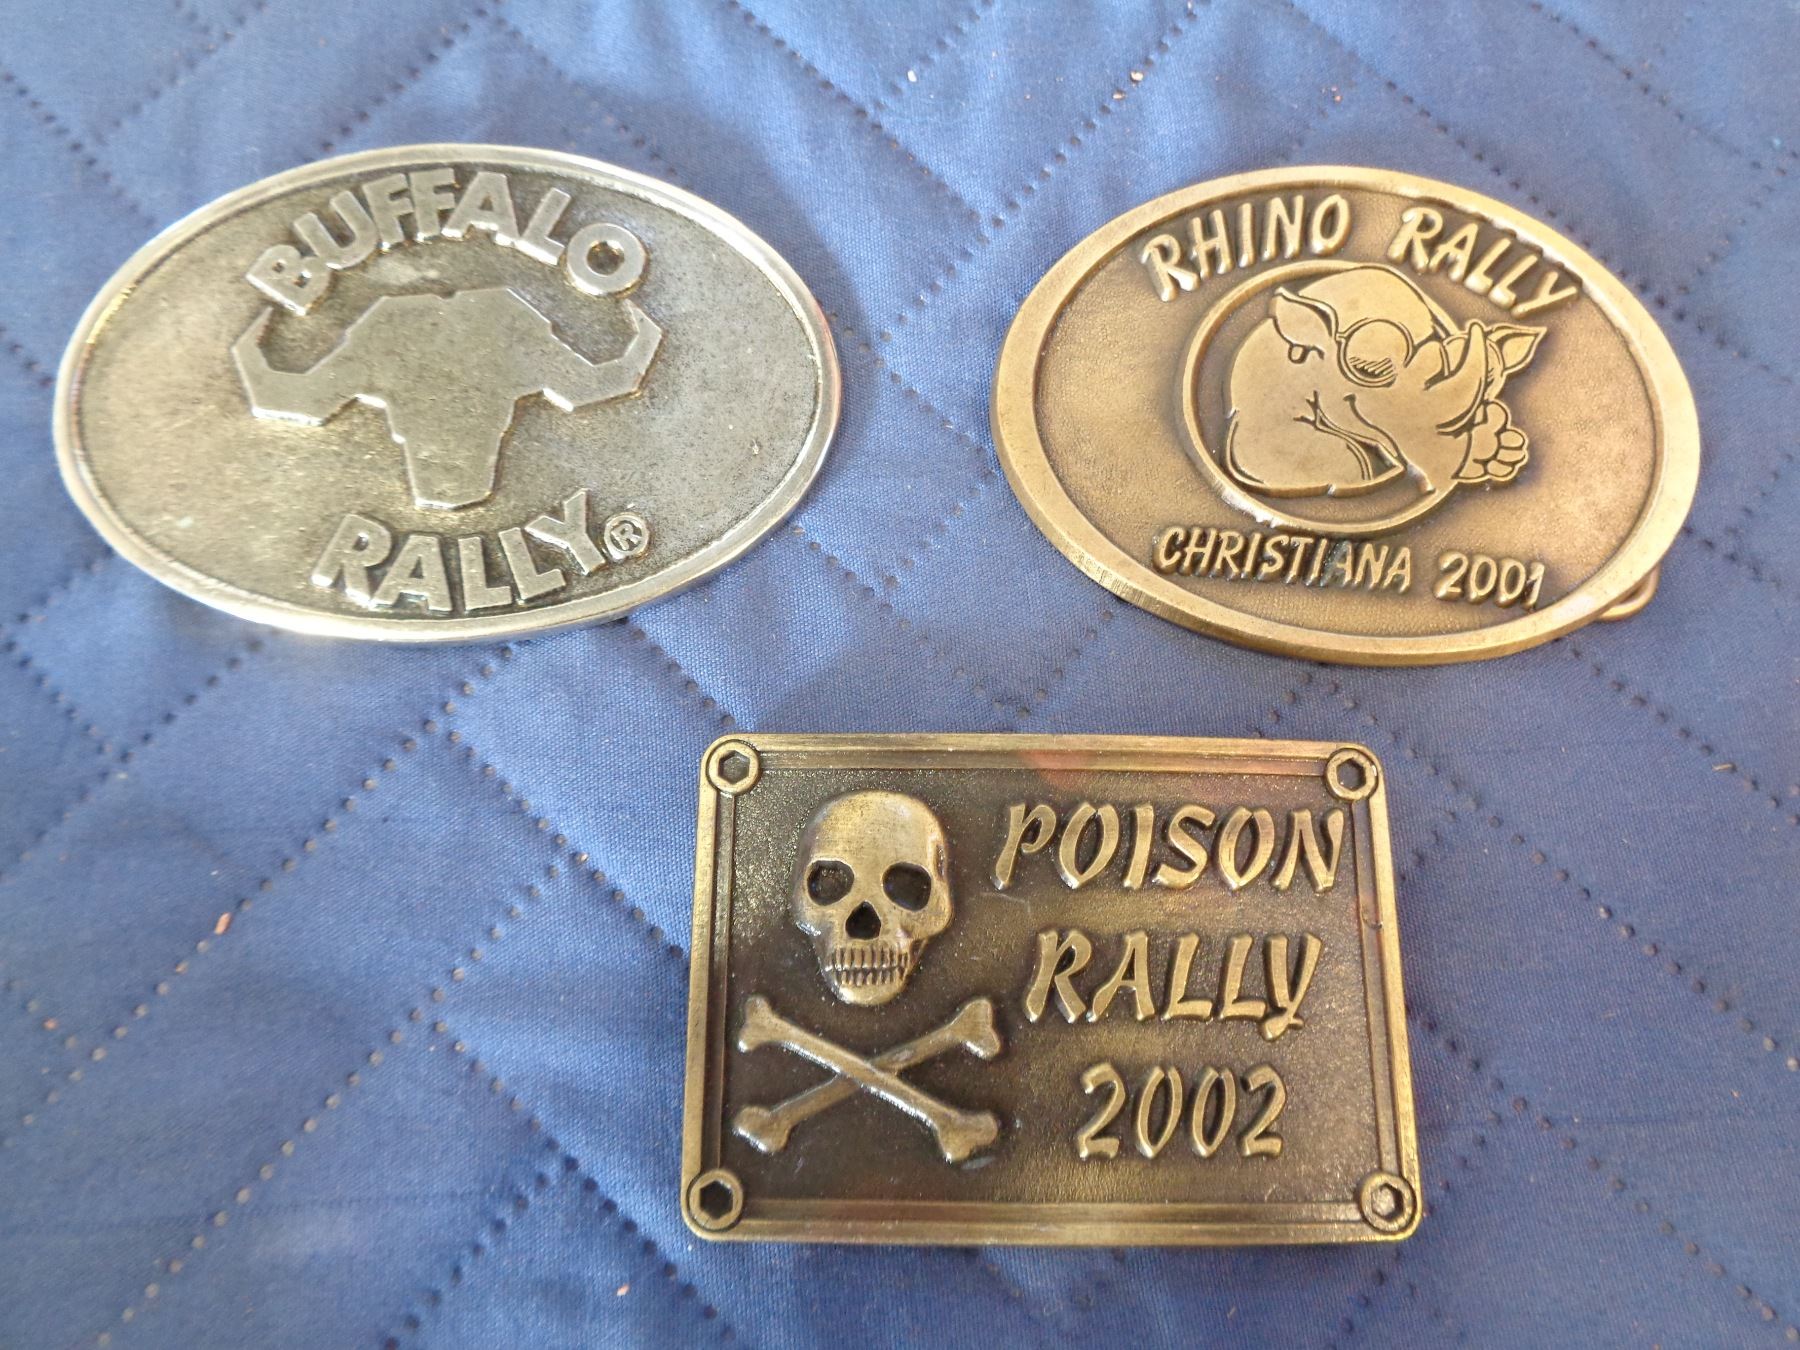 BUFFALO
RALLY®
RHINO RALLY
CHRISTIANA 2001
POISON
RALLY
2002